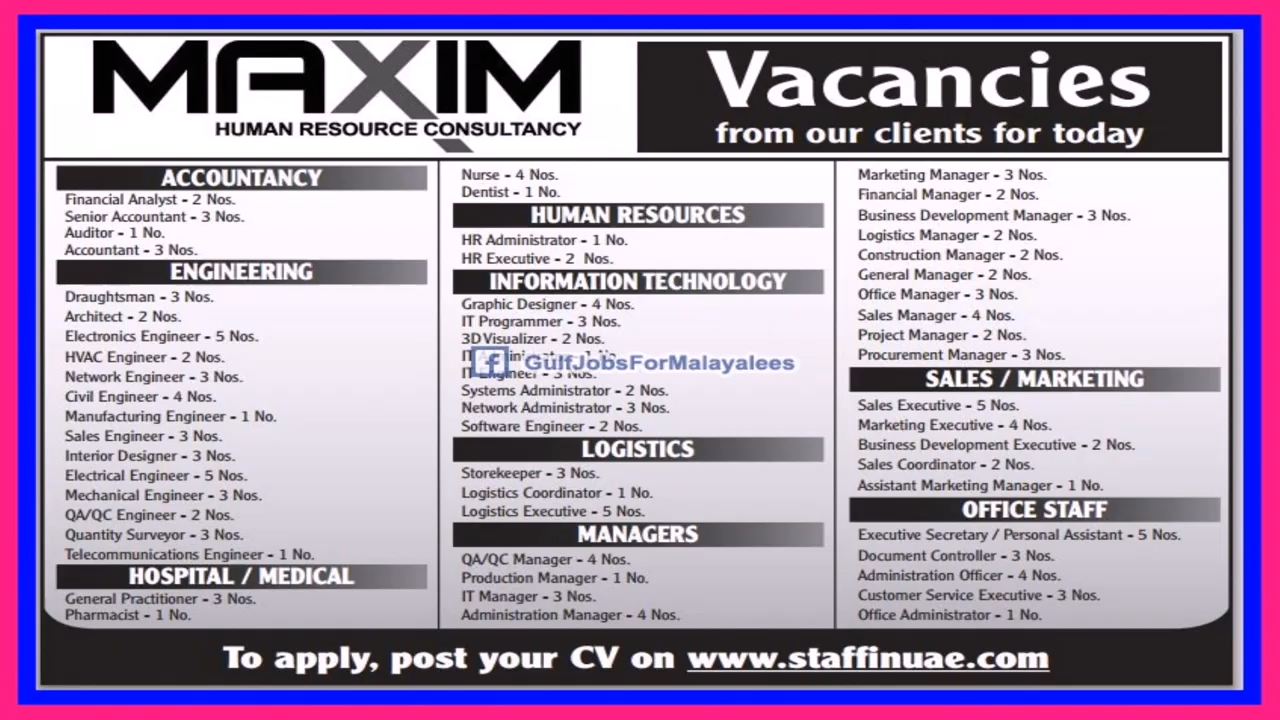 MAXIM
HUMAN RESOURCE CONSULTANCY
Vacancies
from our clients for today
ACCOUNTANCY
Financial Analyst - 2 Nos.
Senior Accountant - 3 Nos.
Auditor - 1 No.
Accountant - 3 Nos.
ENGINEERING
Draughtsman - 3 Nos.
Architect - 2 Nos.
Electronics Engineer - 5 Nos.
HVAC Engineer - 2 Nos.
Network Engineer - 3 Nos.
Civil Engineer - 4 Nos.
Manufacturing Engineer - 1 No.
Sales Engineer - 3 Nos.
Interior Designer - 3 Nos.
Electrical Engineer - 5 Nos.
Mechanical Engineer - 3 Nos.
QA/QC Engineer - 2 Nos.
Quantity Surveyor - 3 Nos.
Telecommunications Engineer - 1 No.
HOSPITAL / MEDICAL
General Practitioner - 3 Nos.
Pharmacist - 1 No.
Nurse - 4 Nos.
Dentist - 1 No.
HUMAN RESOURCES
HR Administrator - 1 No.
HR Executive - 2 Nos.
INFORMATION TECHNOLOGY
Graphic Designer - 4 Nos.
IT Programmer - 3 Nos.
3D Visualizer - 2 Nos.
IT Administrator - 1 No.
f GulfJobsForMalayalees
IT Engineer - 3 Nos.
Systems Administrator - 2 Nos.
Network Administrator - 3 Nos.
Software Engineer - 2 Nos.
LOGISTICS
Storekeeper - 3 Nos.
Logistics Coordinator - 1 No.
Logistics Executive - 5 Nos.
MANAGERS
QA/QC Manager - 4 Nos.
Production Manager - 1 No.
IT Manager - 3 Nos.
Administration Manager - 4 Nos.
Marketing Manager - 3 Nos.
Financial Manager - 2 Nos.
Business Development Manager - 3 Nos.
Logistics Manager - 2 Nos.
Construction Manager - 2 Nos.
General Manager - 2 Nos.
Office Manager - 3 Nos.
Sales Manager - 4 Nos.
Project Manager - 2 Nos.
Procurement Manager - 3 Nos.
SALES / MARKETING
Sales Executive - 5 Nos.
Marketing Executive - 4 Nos.
Business Development Executive - 2 Nos.
Sales Coordinator - 2 Nos.
Assistant Marketing Manager - 1 No.
OFFICE STAFF
Executive Secretary / Personal Assistant - 5 Nos.
Document Controller - 3 Nos.
Administration Officer - 4 Nos.
Customer Service Executive - 3 Nos.
Office Administrator - 1 No.
To apply, post your CV on www.staffinuae.com